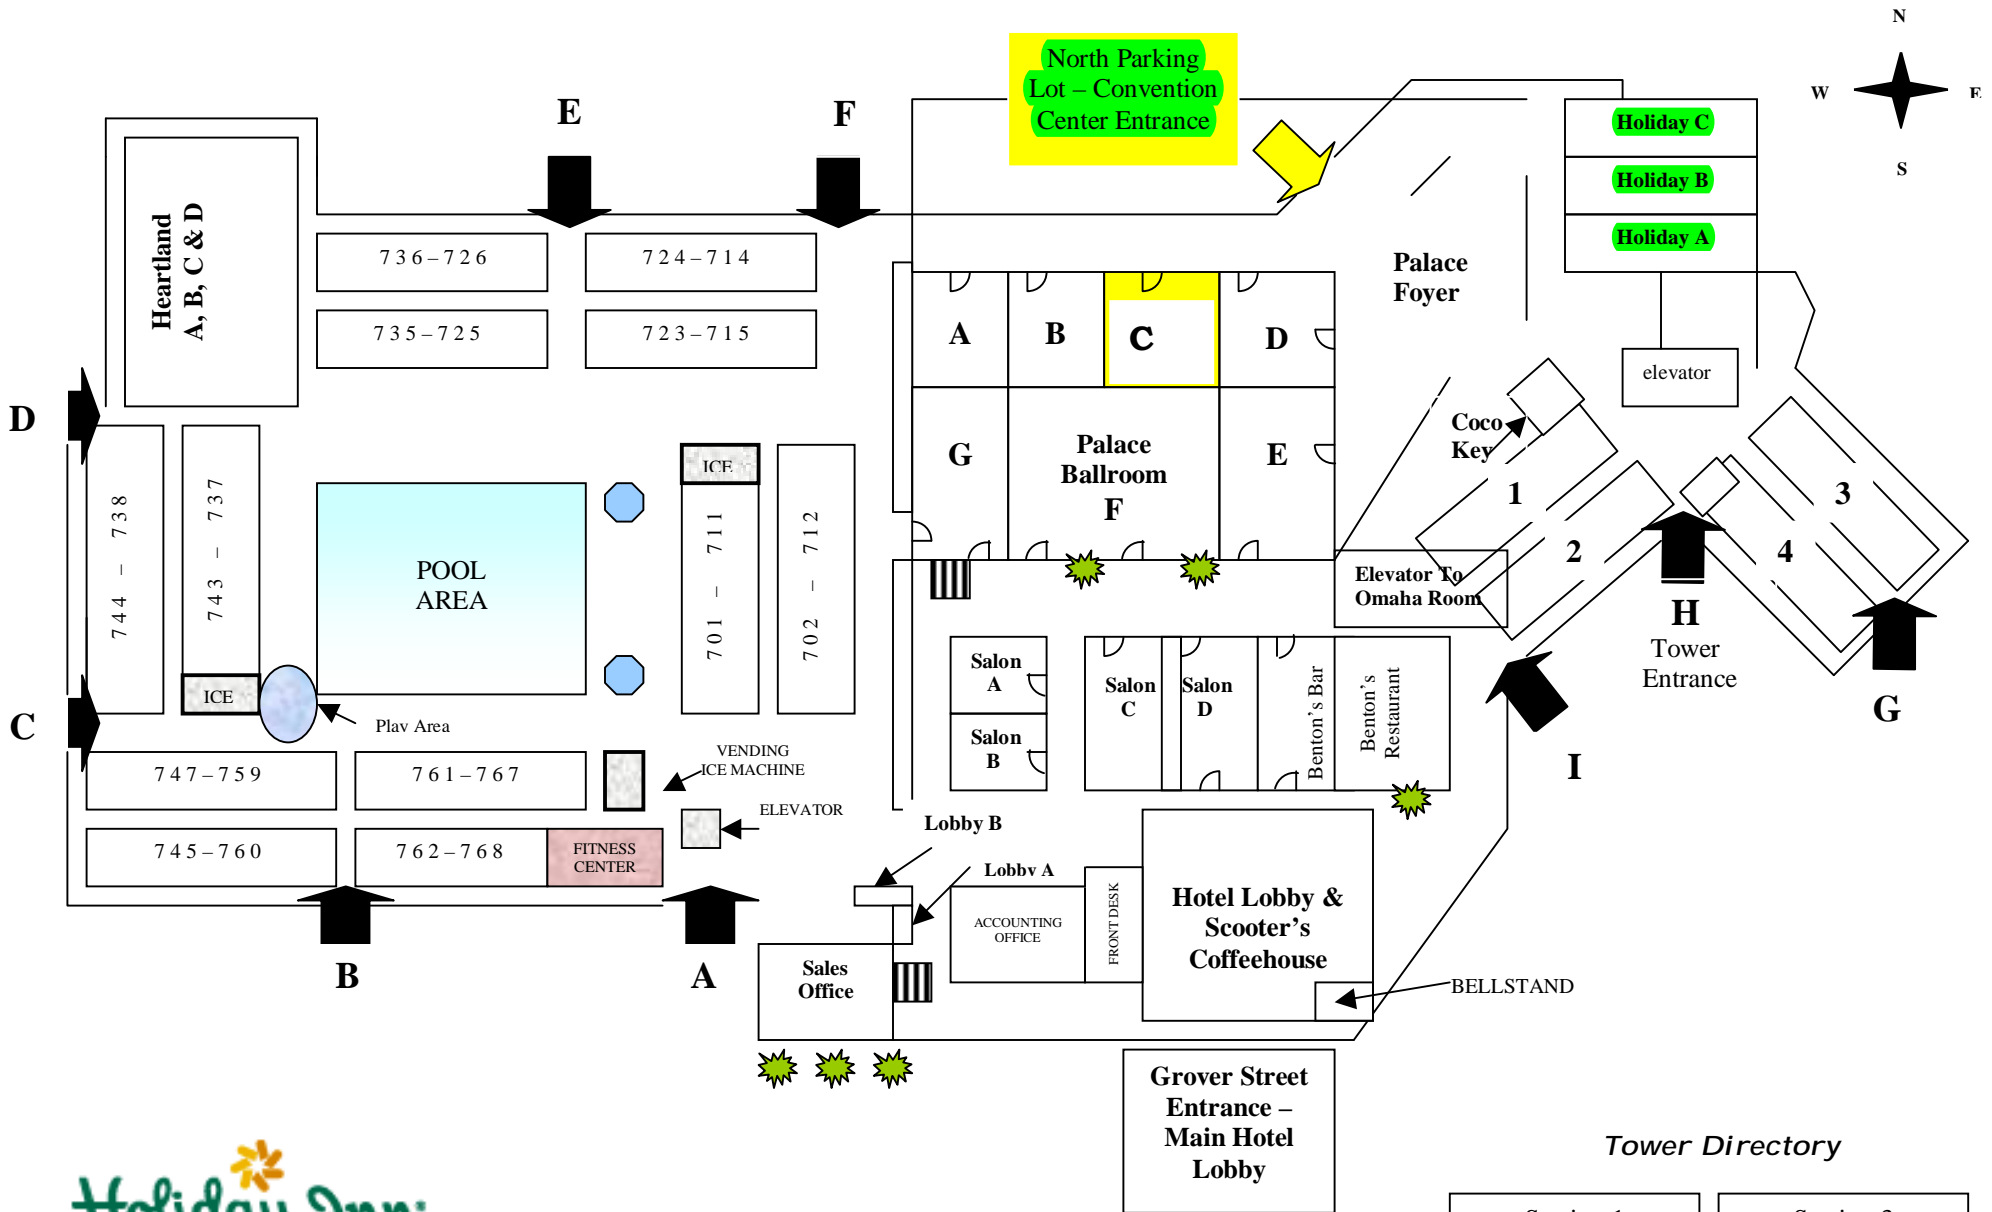 N
W
E
S
North Parking
Lot – Convention
Center Entrance
Holiday C
Holiday B
Holiday A
E
F
Heartland
A, B, C & D
736–726
724–714
735–725
723–715
Palace
Foyer
A
B
C
D
elevator
D
Coco
Key
G
Palace
Ballroom
F
E
ICE
1
2
3
4
744 – 738
743 – 737
POOL
AREA
701 – 711
702 – 712
Elevator To
Omaha Room
H
Tower
Entrance
G
I
Salon
A
Salon
B
Salon
C
Salon
D
Benton's Bar
Benton's
Restaurant
ICE
C
Play Area
747–759
761–767
VENDING
ICE MACHINE
ELEVATOR
745–760
762–768
FITNESS
CENTER
Lobby B
Lobby A
B
A
Sales
Office
ACCOUNTING
OFFICE
FRONT DESK
Hotel Lobby &
Scooter's
Coffeehouse
BELLSTAND
Grover Street
Entrance –
Main Hotel
Lobby
Holiday Inn
Tower Directory